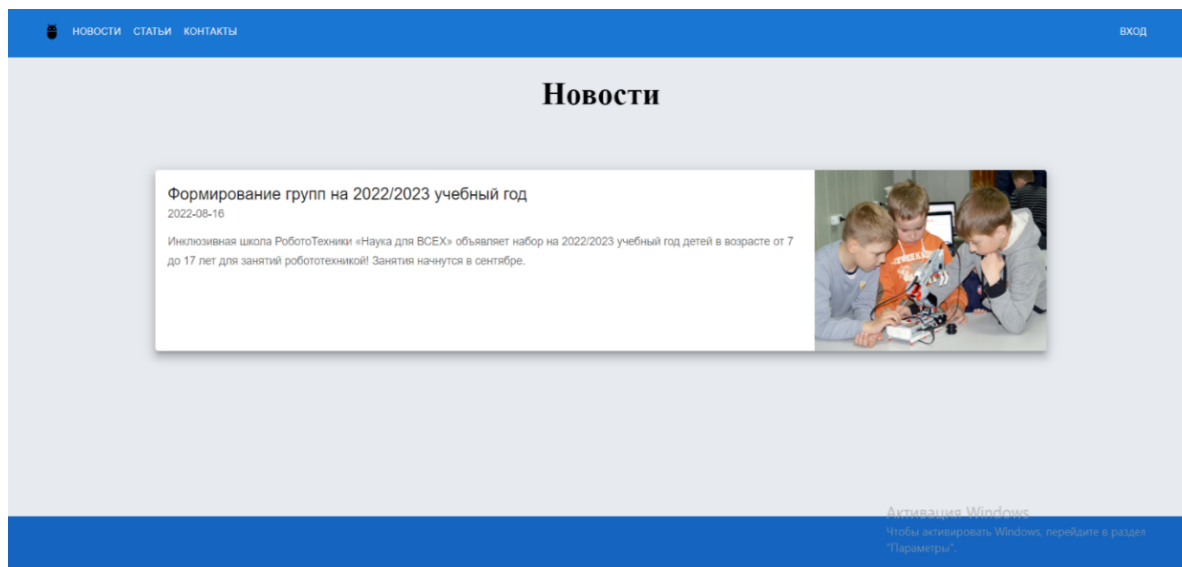 НОВОСТИ СТАТЬИ КОНТАКТЫ ВХОД
Новости
Формирование групп на 2022/2023 учебный год
2022-08-16
Инклюзивная школа РоботоТехники «Наука для ВСЕХ» объявляет набор на 2022/2023 учебный год детей в возрасте от 7
до 17 лет для занятий робототехникой! Занятия начнутся в сентябре.
Активация Windows
Чтобы активировать Windows, перейдите в раздел
"Параметры".